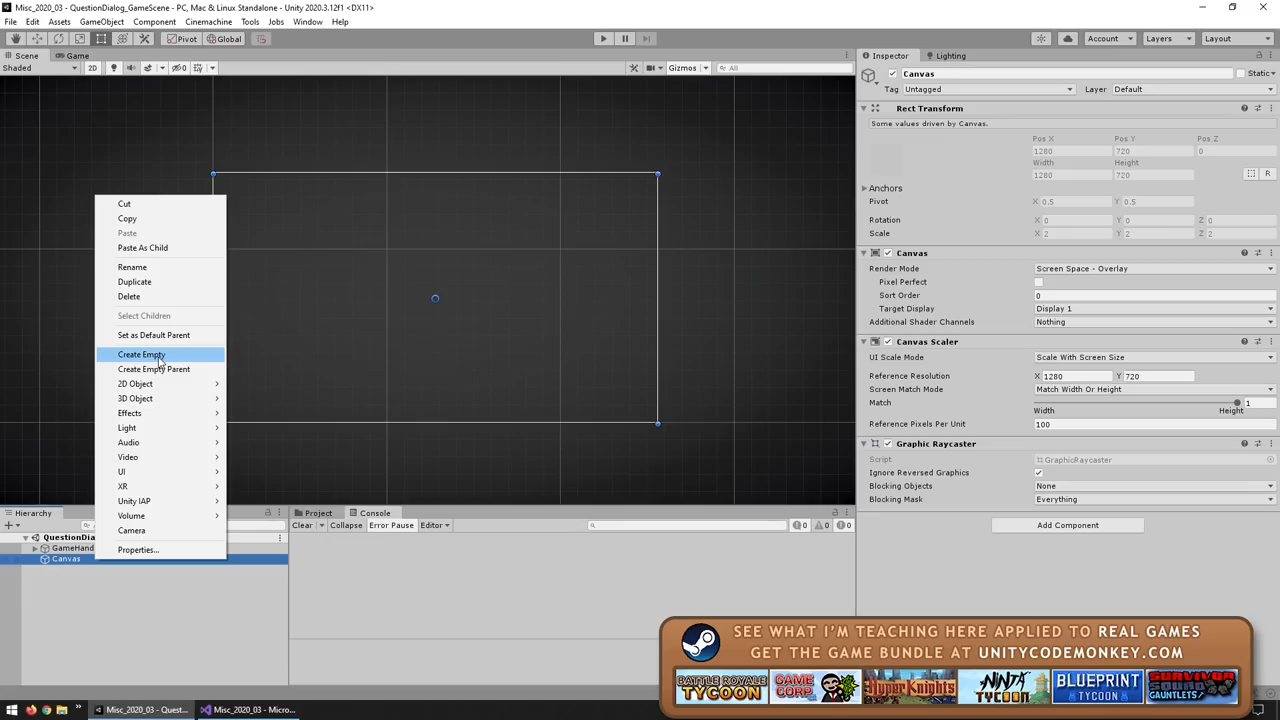 Misc_2020_03 - QuestionDialog_GameScene - PC, Mac & Linux Standalone - Unity 2020.3.12f1 <DX11>
File Edit Assets GameObject Component Cinemachine Tools Jobs Window Help
Pivot Global Account Layers Layout
Scene Game
Shaded 2D 0 Gizmos All
Cut
Copy
Paste
Paste As Child
Rename
Duplicate
Delete
Select Children
Set as Default Parent
Create Empty
Create Empty Parent
2D Object
3D Object
Effects
Light
Audio
Video
UI
XR
Unity IAP
Volume
Camera
Properties...
Hierarchy
QuestionDia
GameHand
Canvas
Project Console
Clear Collapse Error Pause Editor 0 0 0
Inspector Lighting
Canvas Static
Tag Untagged Layer Default
Rect Transform
Some values driven by Canvas.
Pos X Pos Y Pos Z
1280 720 0
Width Height
1280 720 R
Anchors
Pivot X 0.5 Y 0.5
Rotation X 0 Y 0 Z 0
Scale X 2 Y 2 Z 2
Canvas
Render Mode Screen Space - Overlay
Pixel Perfect
Sort Order 0
Target Display Display 1
Additional Shader Channels Nothing
Canvas Scaler
UI Scale Mode Scale With Screen Size
Reference Resolution X 1280 Y 720
Screen Match Mode Match Width Or Height
Match 1
Width Height
Reference Pixels Per Unit 100
Graphic Raycaster
Script GraphicRaycaster
Ignore Reversed Graphics
Blocking Objects None
Blocking Mask Everything
Add Component
SEE WHAT I'M TEACHING HERE APPLIED TO REAL GAMES
GET THE GAME BUNDLE AT UNITYCODEMONKEY.COM
BATTLE ROYALE TYCOON
GAME CORP
HYPER KNIGHTS
NINJA TYCOON
BLUEPRINT TYCOON
SURVIVOR SQUAD GAUNTLETS
Misc_2020_03 - Quest... Misc_2020_03 - Micro...